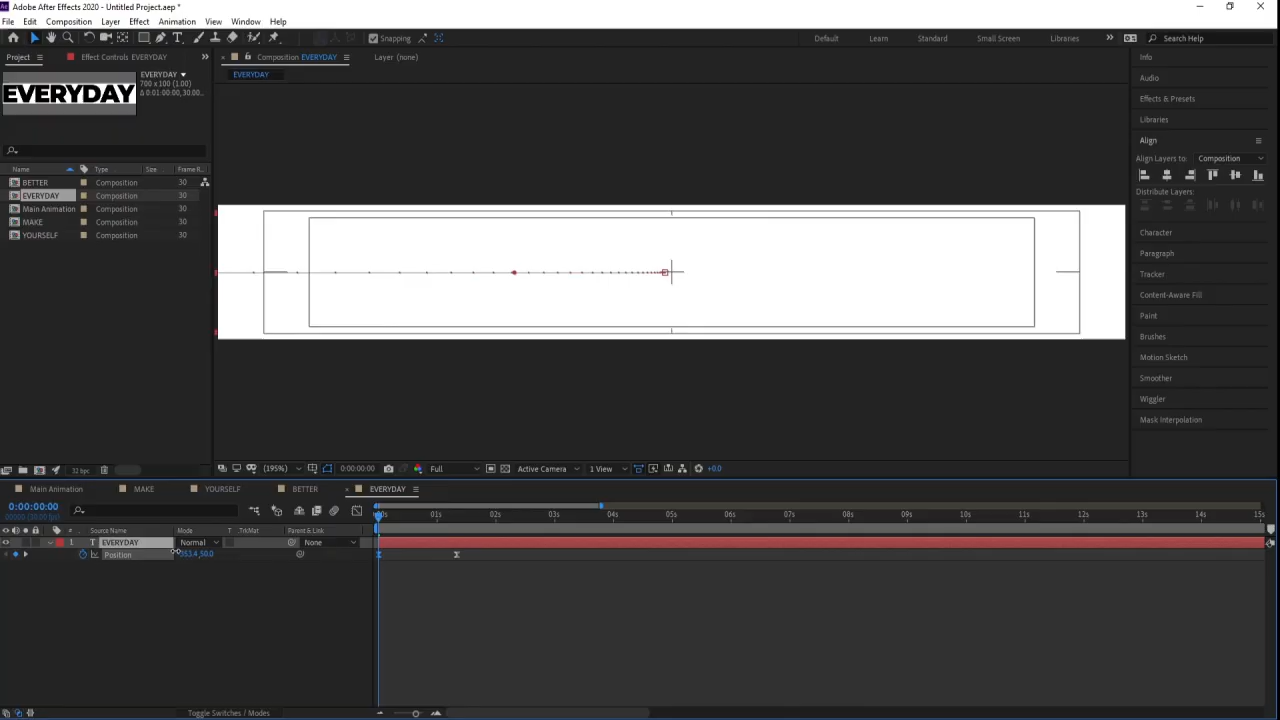 Adobe After Effects 2020 - Untitled Project.aep *
File Edit Composition Layer Effect Animation View Window Help
Snapping
Default Learn Standard Small Screen Libraries Search Help
Project Effect Controls EVERYDAY
Composition EVERYDAY Layer (none)
EVERYDAY
EVERYDAY
700 x 100 (1.00)
Δ 0:01:00:00, 30.00...
EVERYDAY
Name Type Size Frame R...
BETTER Composition 30
EVERYDAY Composition 30
Main Animation Composition 30
MAKE Composition 30
YOURSELF Composition 30
32 bpc
(195%) 0:00:00:00 Full Active Camera 1 View +0.0
Info
Audio
Effects & Presets
Libraries
Align
Align Layers to: Composition
Distribute Layers:
Character
Paragraph
Tracker
Content-Aware Fill
Paint
Brushes
Motion Sketch
Smoother
Wiggler
Mask Interpolation
Main Animation MAKE YOURSELF BETTER EVERYDAY
0:00:00:00
00000 (30.00 fps)
:00s 01s 02s 03s 04s 05s 06s 07s 08s 09s 10s 11s 12s 13s 14s 15s
# Source Name Mode T TrkMat Parent & Link
1 T EVERYDAY Normal None
Position
Toggle Switches / Modes